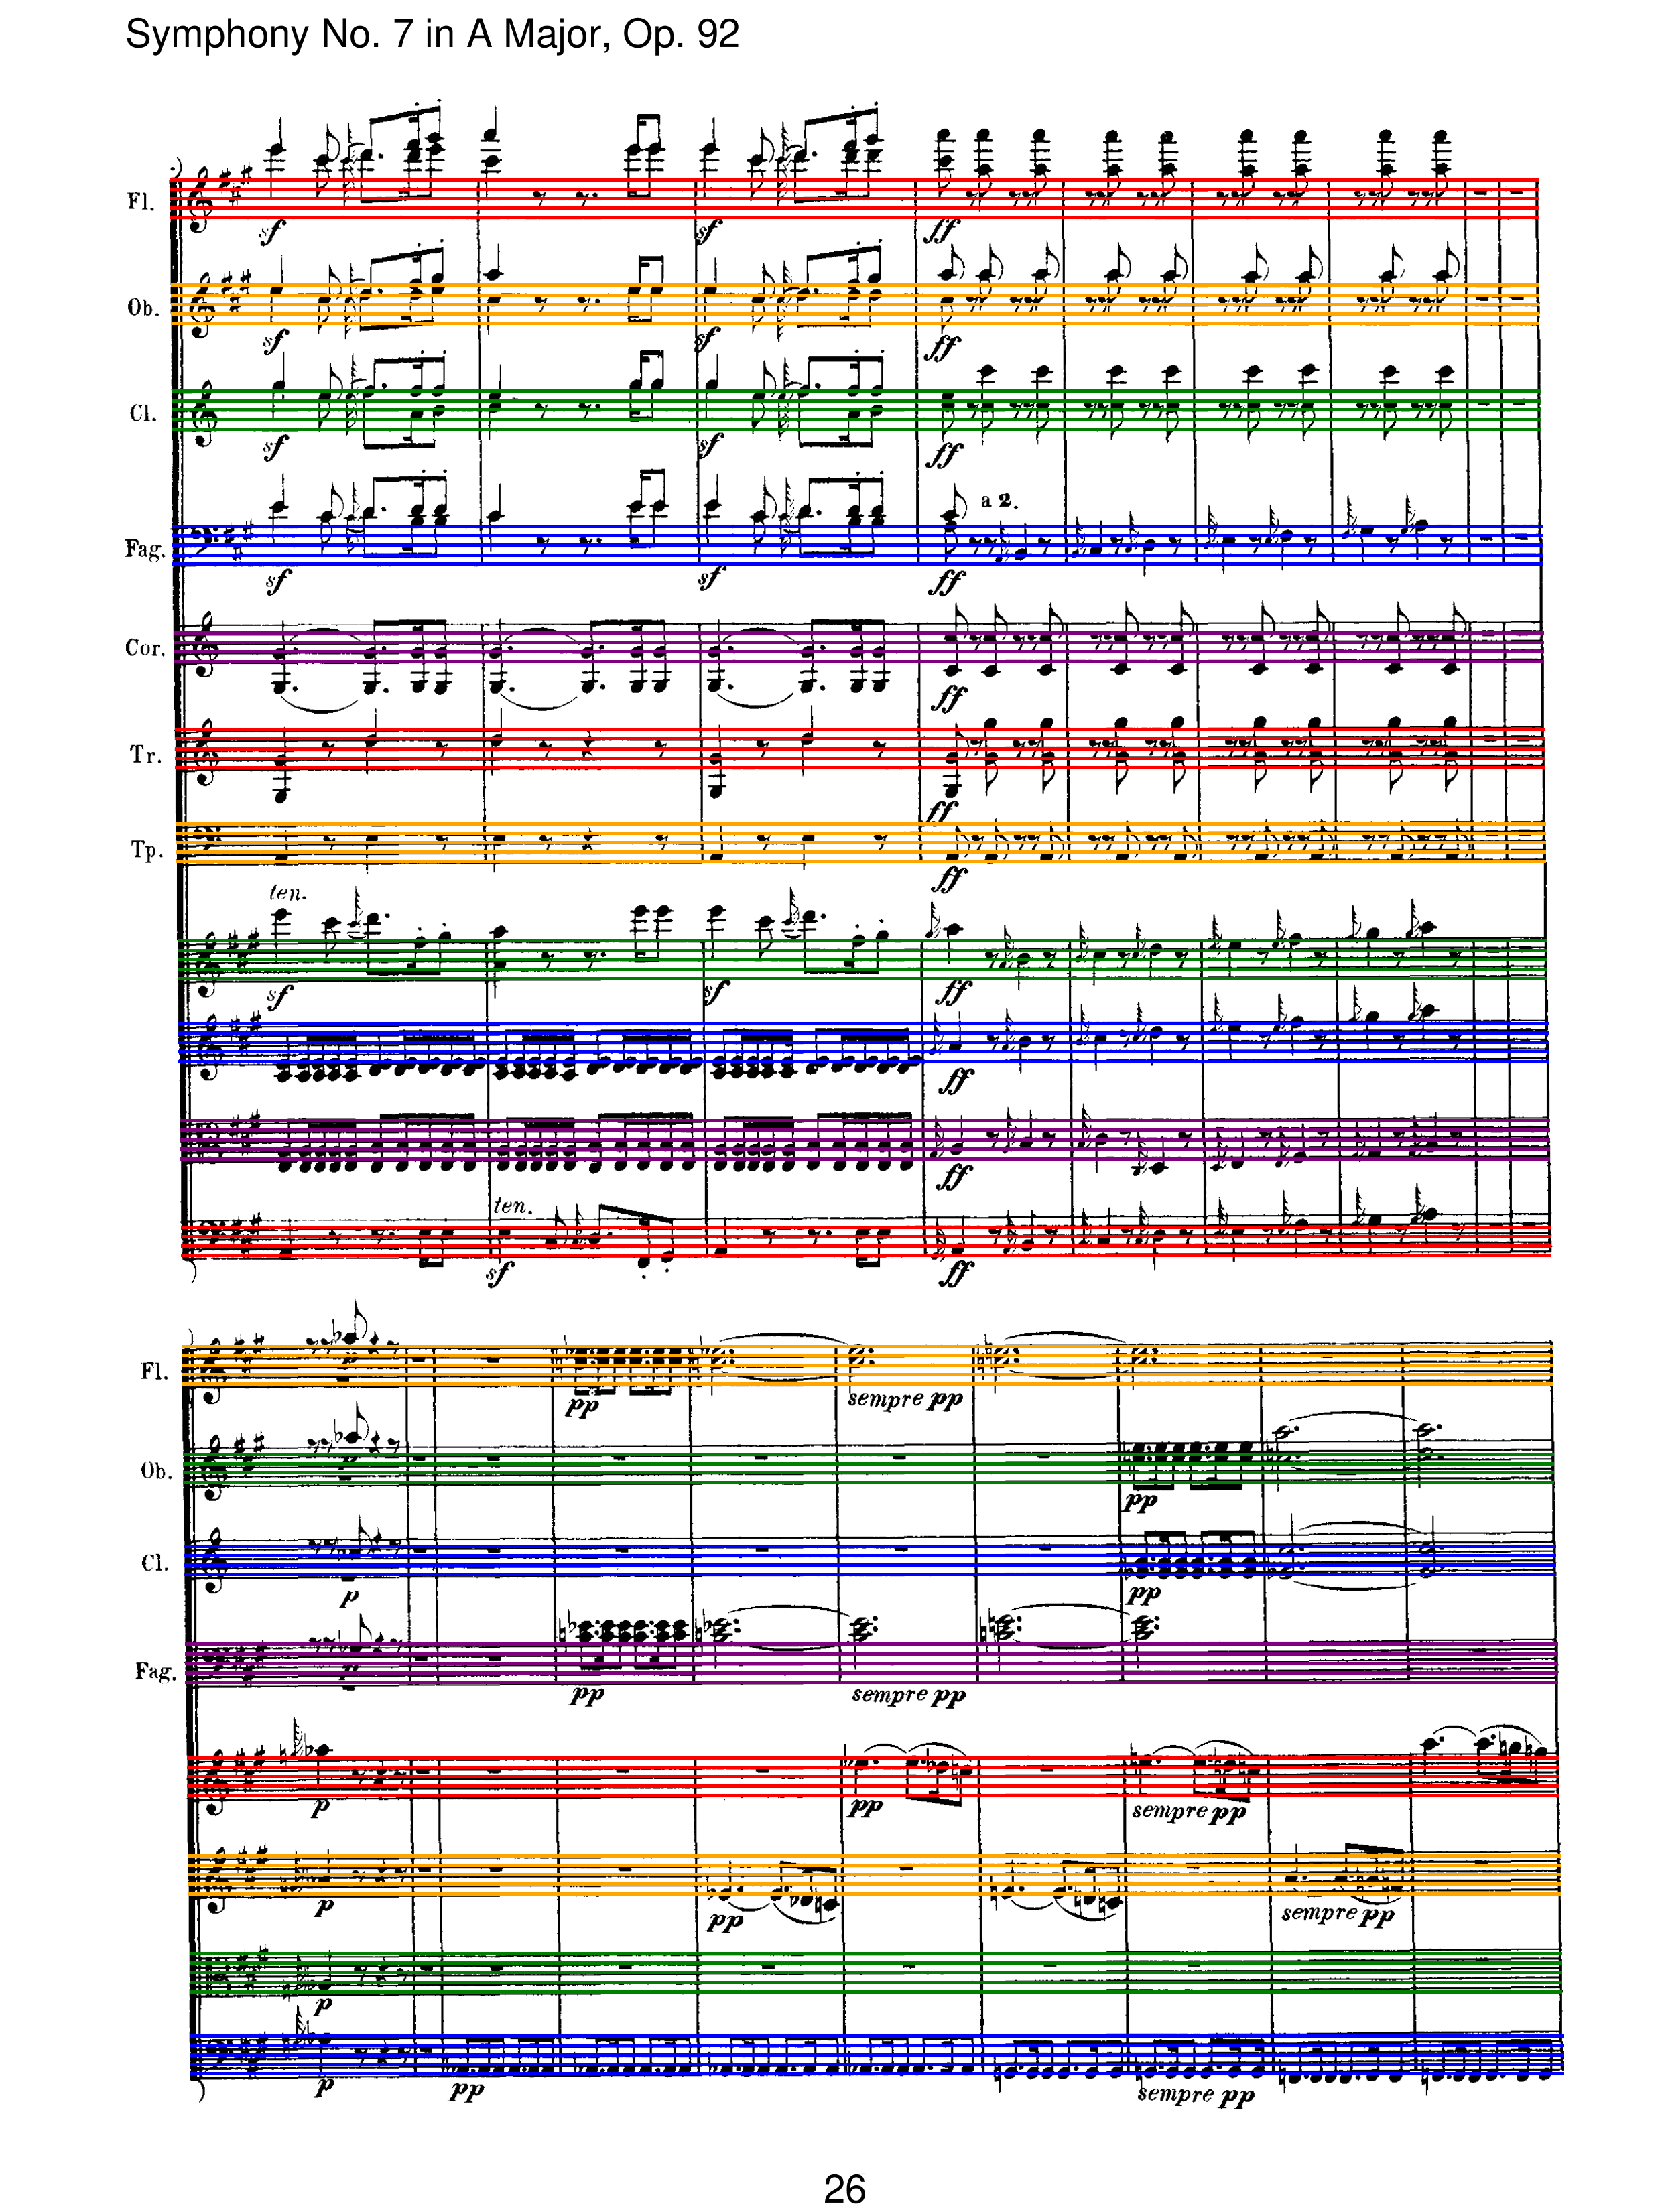 Symphony No. 7 in A Major, Op. 92
Fl.
sf sf ff
Ob.
sf sf ff
Cl.
sf sf ff
a 2.
Fag.
sf sf ff
Cor.
ff
Tr.
ff
Tp.
ff
ten.
sf sf ff
ff
ff
ten.
sf ff
Fl.
p
pp sempre pp
Ob.
p
pp
Cl.
p pp
Fag.
p
pp sempre pp
p pp sempre pp
p pp sempre pp
p
p pp sempre pp
26